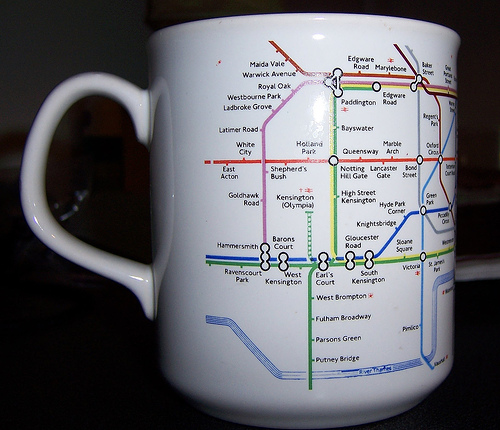 Maida Vale
Warwick Avenue
Royal Oak
Westbourne Park
Ladbroke Grove
Latimer Road
White
City
East
Acton
Shepherd's
Bush
Goldhawk
Road
Hammersmith
Ravenscourt
Park
Barons
Court
West
Kensington
Kensington
(Olympia)
Holland
Park
Edgware
Road
Marylebone
Baker
Street
Paddington
Edgware
Road
Bayswater
Queensway
Marble
Arch
Notting
Hill Gate
Lancaster
Gate
Bond
Street
Oxford
Circus
Regent's
Park
High Street
Kensington
Hyde Park
Corner
Knightsbridge
Green
Park
Piccadilly
Circus
Gloucester
Road
Sloane
Square
Earl's
Court
South
Kensington
Victoria
St. James's
Park
West Brompton
Fulham Broadway
Parsons Green
Putney Bridge
Pimlico
River Thames